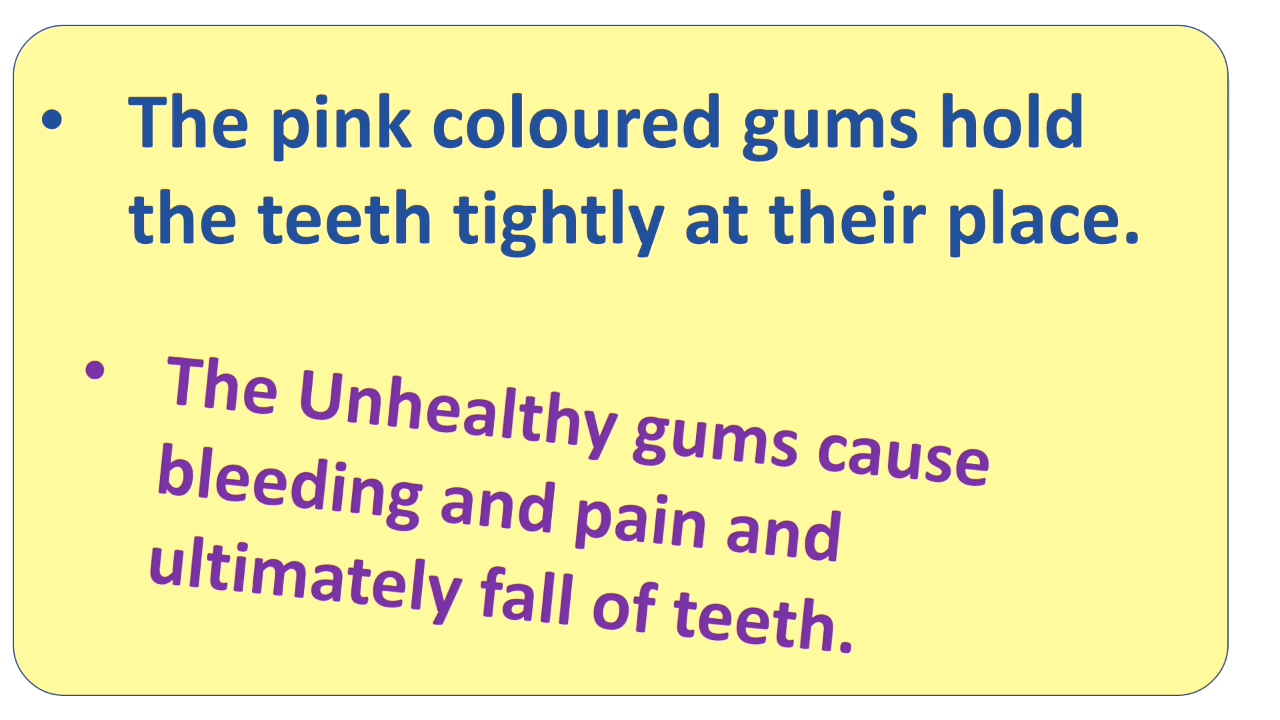 • The pink coloured gums hold
the teeth tightly at their place.
• The Unhealthy gums cause
bleeding and pain and
ultimately fall of teeth.